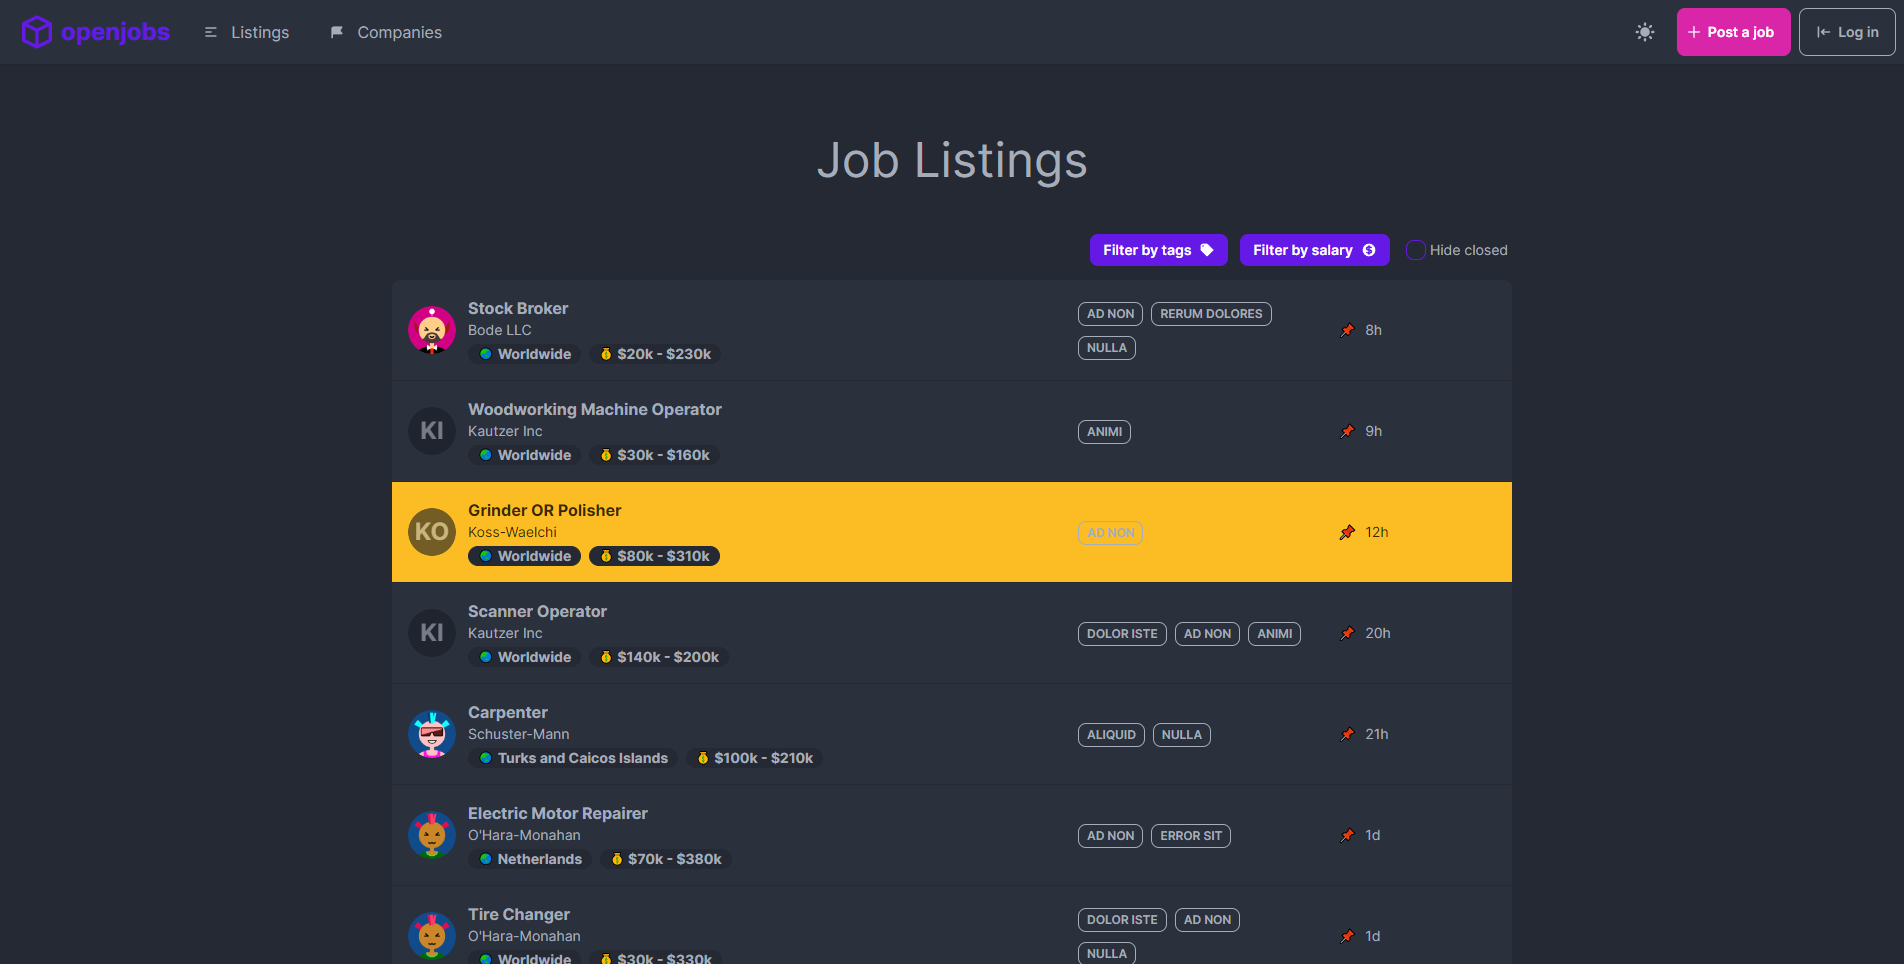 openjobs Listings Companies Post a job Log in
Job Listings
Filter by tags Filter by salary Hide closed
Stock Broker
Bode LLC
Worldwide $20k - $230k
AD NON RERUM DOLORES
NULLA
8h
KI
Woodworking Machine Operator
Kautzer Inc
Worldwide $30k - $160k
ANIMI
9h
KO
Grinder OR Polisher
Koss-Waelchi
Worldwide $80k - $310k
AD NON
12h
KI
Scanner Operator
Kautzer Inc
Worldwide $140k - $200k
DOLOR ISTE AD NON ANIMI
20h
Carpenter
Schuster-Mann
Turks and Caicos Islands $100k - $210k
ALIQUID NULLA
21h
Electric Motor Repairer
O'Hara-Monahan
Netherlands $70k - $380k
AD NON ERROR SIT
1d
Tire Changer
O'Hara-Monahan
Worldwide $30k - $330k
DOLOR ISTE AD NON
NULLA
1d